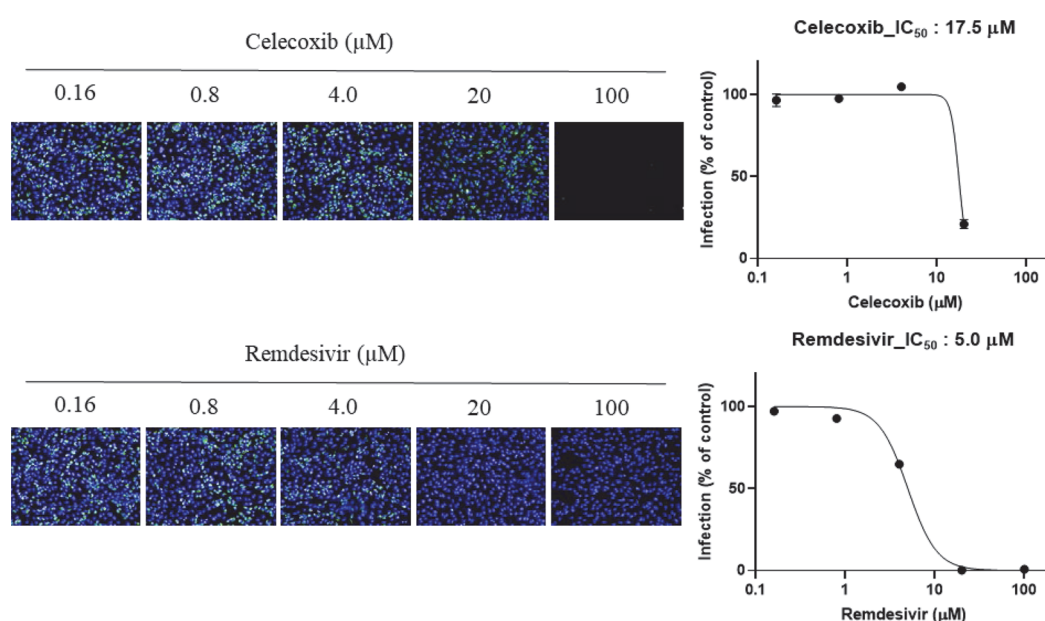 Celecoxib (μM)
0.16 0.8 4.0 20 100
Celecoxib_IC₅₀ : 17.5 μM
Infection (% of control)
100
50
0
0.1 1 10 100
Celecoxib (μM)
Remdesivir (μM)
0.16 0.8 4.0 20 100
Remdesivir_IC₅₀ : 5.0 μM
Infection (% of control)
100
50
0
0.1 1 10 100
Remdesivir (μM)